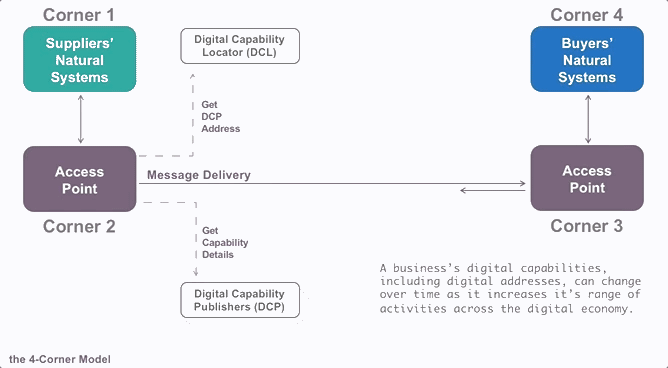 Corner 1
Suppliers’
Natural
Systems
Digital Capability
Locator (DCL)
Corner 4
Buyers’
Natural
Systems
Get
DCP
Address
Access
Point
Corner 2
Message Delivery
Access
Point
Corner 3
Get
Capability
Details
Digital Capability
Publishers (DCP)
A business’s digital capabilities,
including digital addresses, can change
over time as it increases it’s range of
activities across the digital economy.
the 4-Corner Model